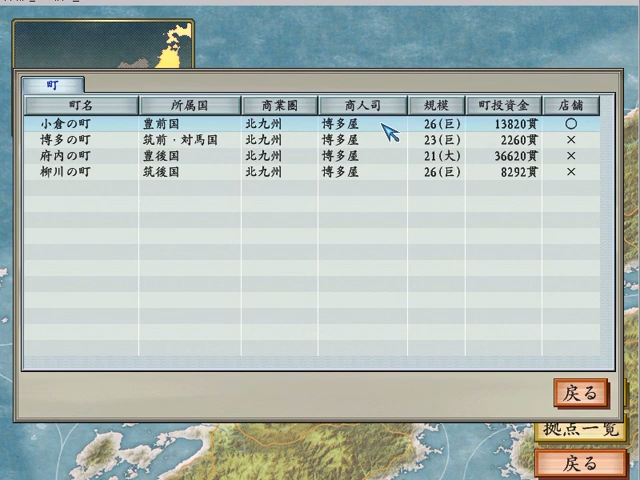 町
町名 所属国 商業圏 商人司 規模 町投資金 店舗
小倉の町 豊前国 北九州 博多屋 26(巨) 13820貫 ○
博多の町 筑前・対馬国 北九州 博多屋 23(巨) 2260貫 ×
府内の町 豊後国 北九州 博多屋 21(大) 36620貫 ×
柳川の町 筑後国 北九州 博多屋 26(巨) 8292貫 ×
戻る
拠点一覧
戻る